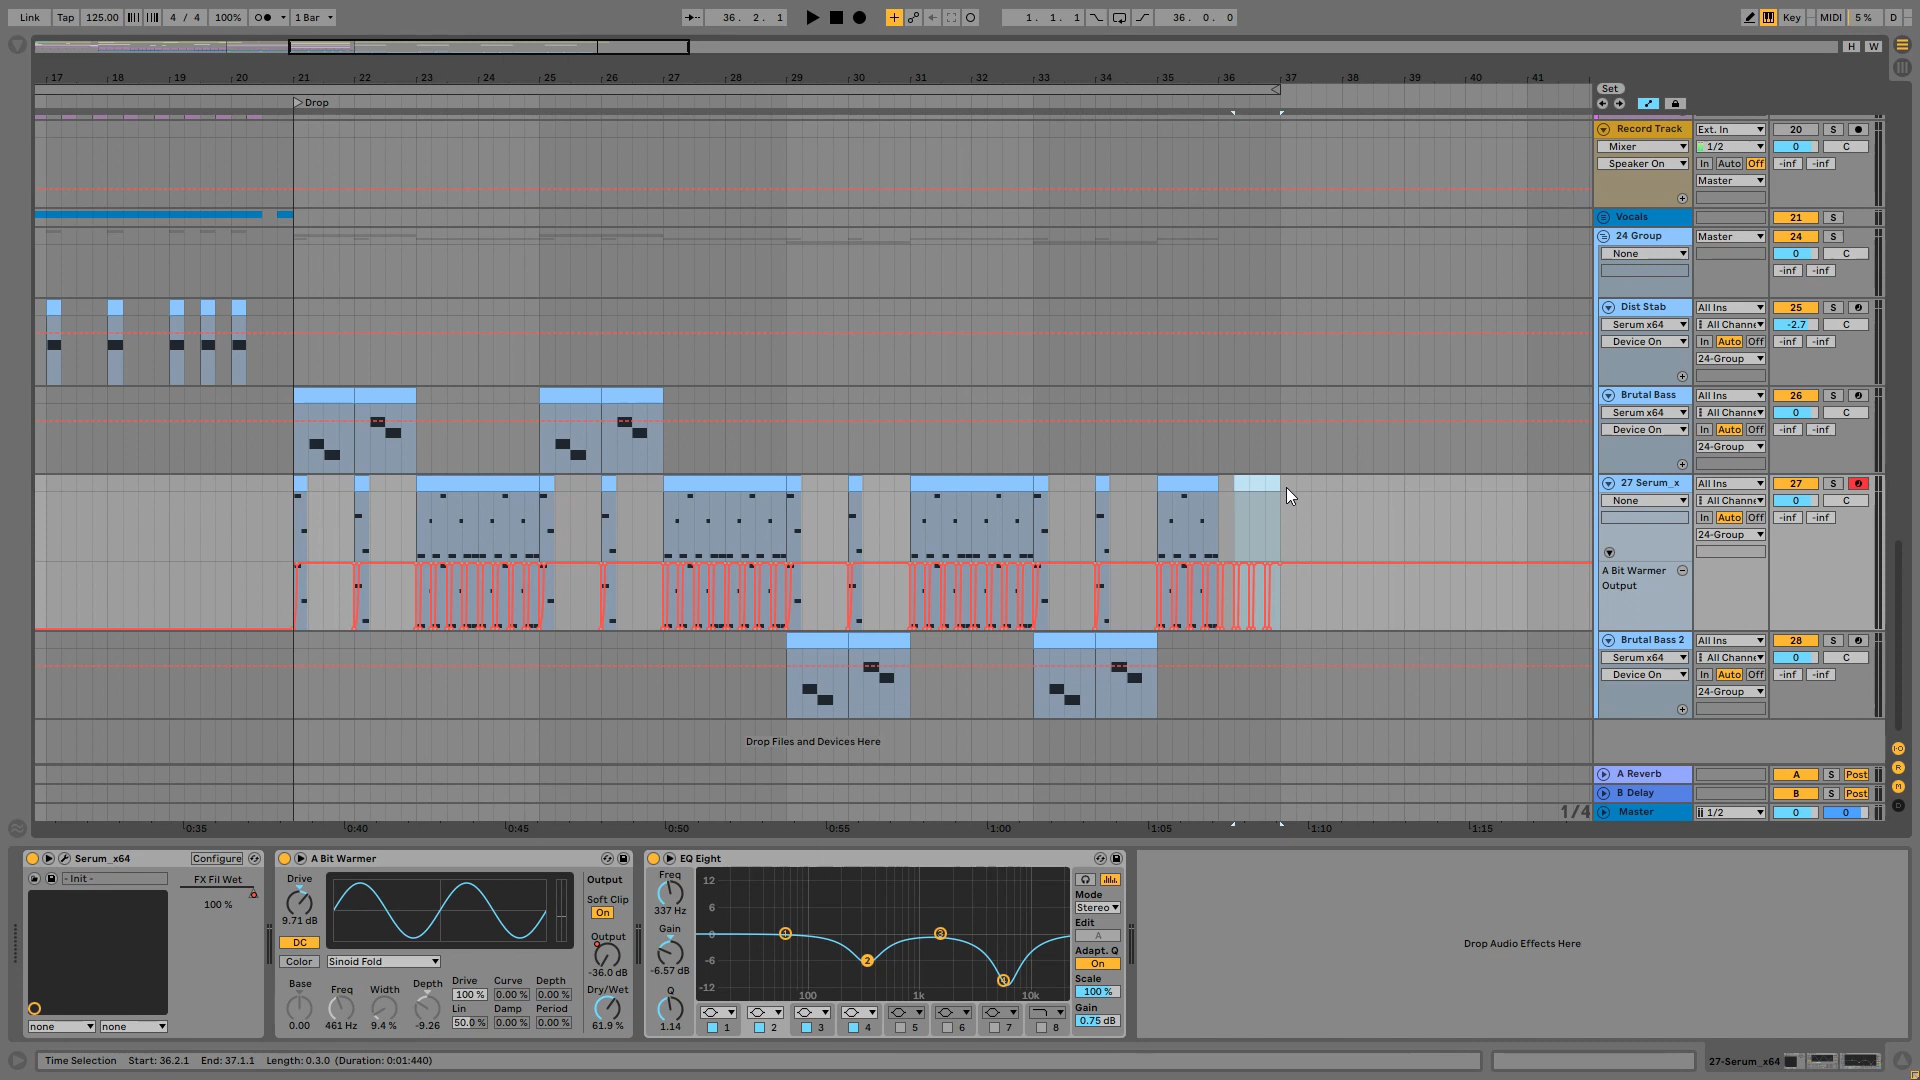 Link Tap 125.00 4 / 4 100% 1 Bar 36. 2. 1 1. 1. 1 36. 0. 0 Key MIDI 5 % D
H W
17 18 19 20 21 22 23 24 25 26 27 28 29 30 31 32 33 34 35 36 37 38 39 40 41
Set
Drop
Record Track Ext. In 20 S
Mixer 1/2 0 C
Speaker On In Auto Off -inf -inf
Master
Vocals 21 S
24 Group Master 24 S
None 0 C
-inf -inf
Dist Stab All Ins 25 S
Serum x64 All Channe -2.7 C
Device On In Auto Off -inf -inf
24-Group
Brutal Bass All Ins 26 S
Serum x64 All Channe 0 C
Device On In Auto Off -inf -inf
24-Group
27 Serum_x All Ins 27 S
None All Channe 0 C
In Auto Off -inf -inf
24-Group
A Bit Warmer
Output
Brutal Bass 2 All Ins 28 S
Serum x64 All Channe 0 C
Device On In Auto Off -inf -inf
24-Group
Drop Files and Devices Here
A Reverb A S Post
B Delay B S Post
1/4 Master 1/2 0 0
0:35 0:40 0:45 0:50 0:55 1:00 1:05 1:10 1:15
Serum_x64 Configure
- Init -
FX Fil Wet
100 %
none none
A Bit Warmer
Drive
9.71 dB
DC
Color Sinoid Fold
Base Freq Width Depth
0.00 461 Hz 9.4 % -9.26
Drive Curve Depth
100 % 0.00 % 0.00 %
Lin Damp Period
50.0 % 0.00 % 0.00 %
Output
Soft Clip
On
Output
-36.0 dB
Dry/Wet
61.9 %
EQ Eight
Freq
337 Hz
Gain
-6.57 dB
Q
1.14
12
6
0
-6
-12
1 2 3 4
100 1k 10k
1 2 3 4 5 6 7 8
Mode
Stereo
Edit
A
Adapt. Q
On
Scale
100 %
Gain
0.75 dB
Drop Audio Effects Here
Time Selection Start: 36.2.1 End: 37.1.1 Length: 0.3.0 (Duration: 0:01:440)
27-Serum_x64